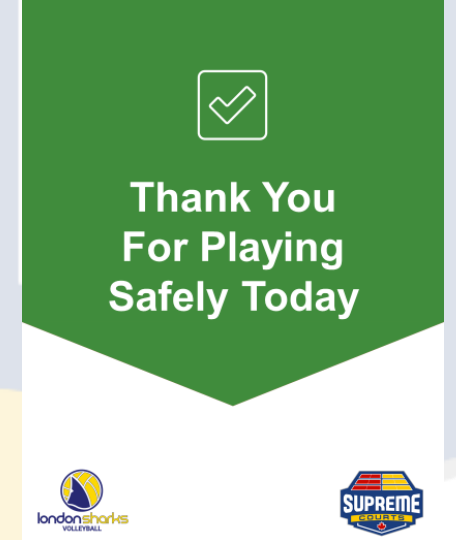 Thank You
For Playing
Safely Today
londonsharks
VOLLEYBALL
SUPREME
COURTS